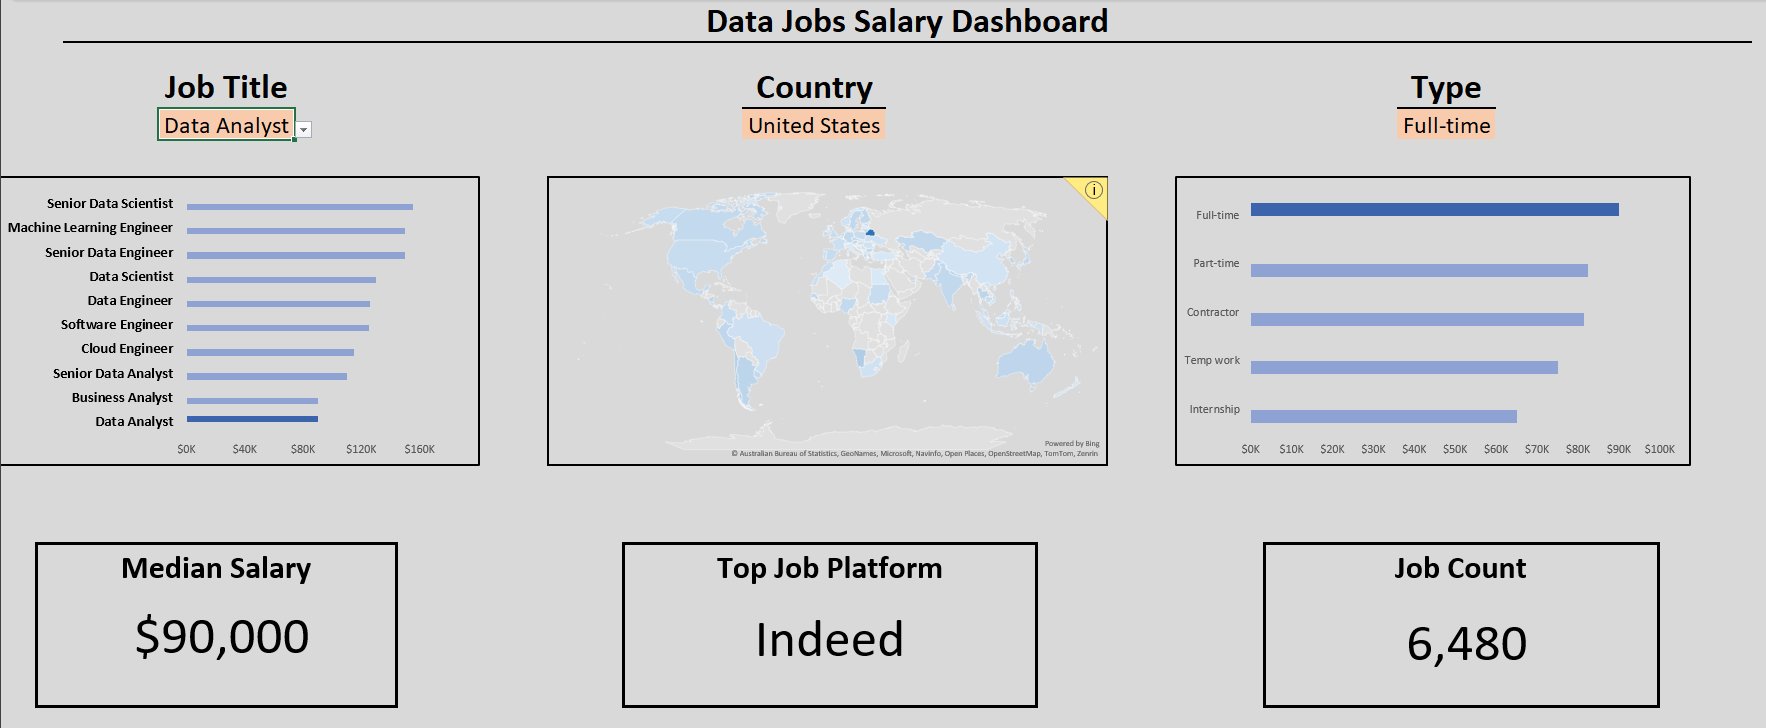 Data Jobs Salary Dashboard
Job Title
Data Analyst
Country
United States
Type
Full-time
Senior Data Scientist
Machine Learning Engineer
Senior Data Engineer
Data Scientist
Data Engineer
Software Engineer
Cloud Engineer
Senior Data Analyst
Business Analyst
Data Analyst
$0K $40K $80K $120K $160K
Powered by Bing
© Australian Bureau of Statistics, GeoNames, Microsoft, Navinfo, Open Places, OpenStreetMap, TomTom, Zenrin
Full-time
Part-time
Contractor
Temp work
Internship
$0K $10K $20K $30K $40K $50K $60K $70K $80K $90K $100K
Median Salary
$90,000
Top Job Platform
Indeed
Job Count
6,480